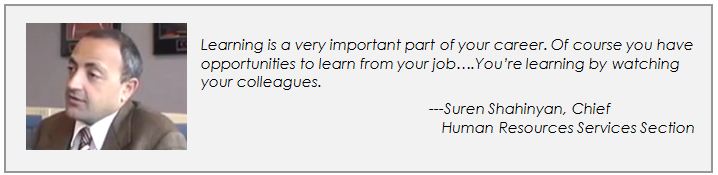 Learning is a very important part of your career. Of course you have
opportunities to learn from your job….You’re learning by watching
your colleagues.
---Suren Shahinyan, Chief
Human Resources Services Section